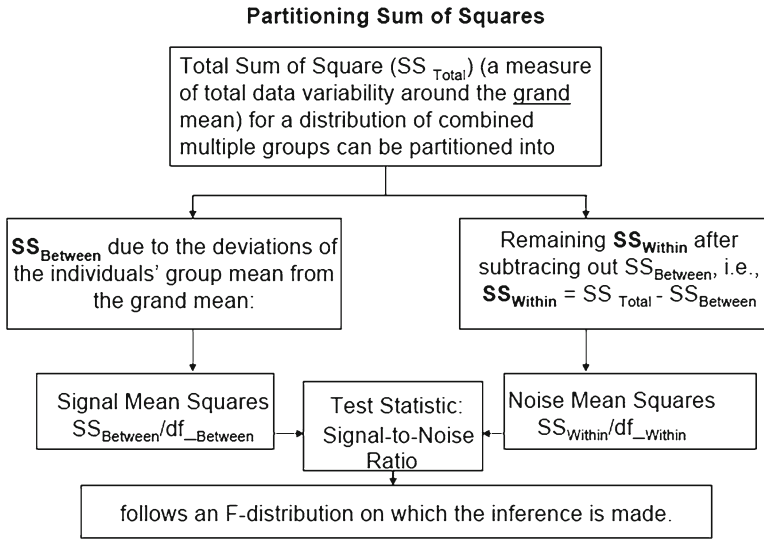 Partitioning Sum of Squares
Total Sum of Square (SS Total) (a measure
of total data variability around the grand
mean) for a distribution of combined
multiple groups can be partitioned into
SSBetween due to the deviations of
the individuals’ group mean from
the grand mean:
Remaining SSWithin after
subtracing out SSBetween, i.e.,
SSWithin = SS Total - SSBetween
Signal Mean Squares
SSBetween/df_Between
Test Statistic:
Signal-to-Noise
Ratio
Noise Mean Squares
SSWithin/df_Within
follows an F-distribution on which the inference is made.